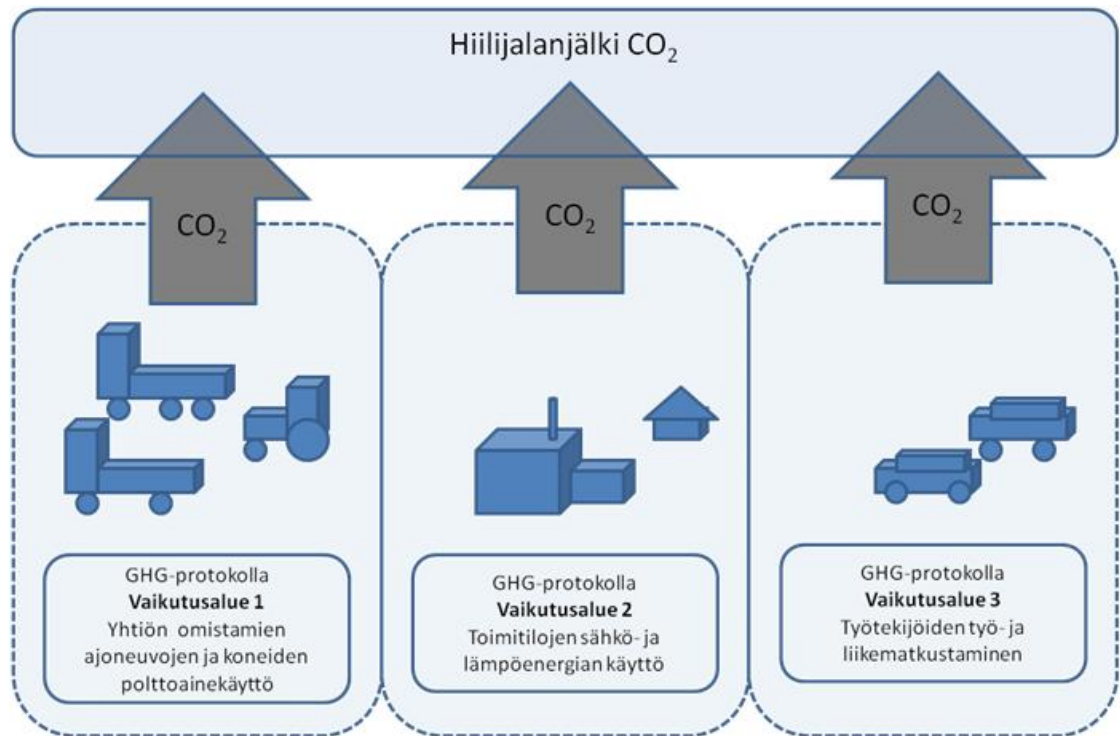 Hiilijalanjälki CO₂
CO₂
CO₂
CO₂
GHG-protokolla
Vaikutusalue 1
Yhtiön omistamien
ajoneuvojen ja koneiden
polttoainekäyttö
GHG-protokolla
Vaikutusalue 2
Toimitilojen sähkö- ja
lämpöenergian käyttö
GHG-protokolla
Vaikutusalue 3
Työtekijöiden työ- ja
liikematkustaminen